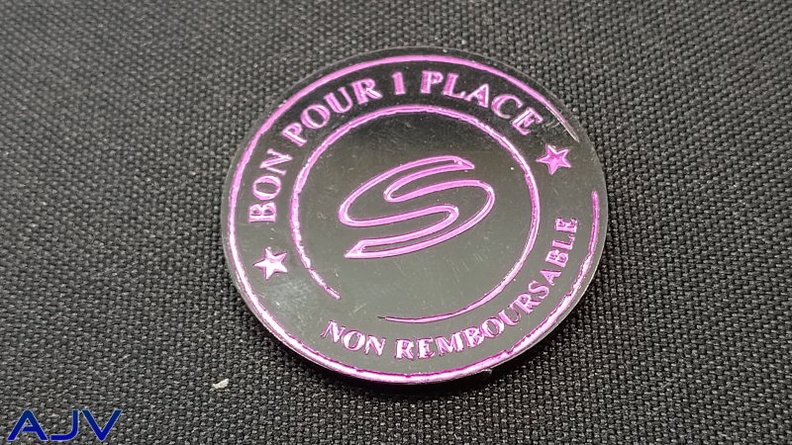 BON POUR 1 PLACE
S
NON REMBOURSABLE
AJV